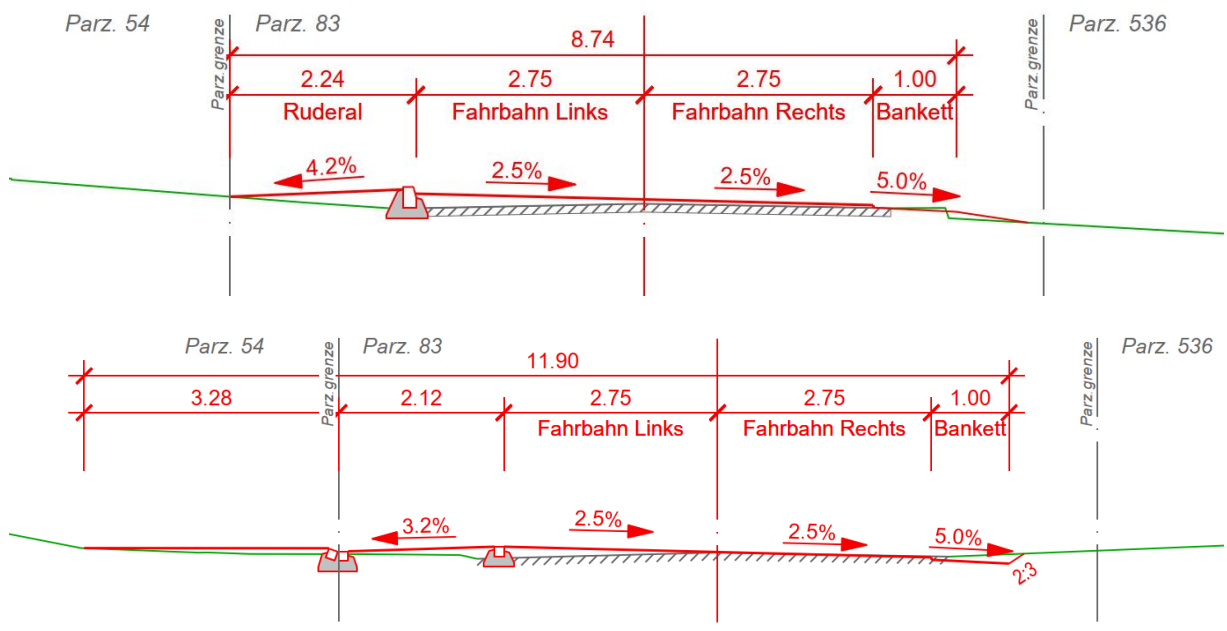 Parz. 54
Parz. 83
Parz. 536
Parz.grenze
Parz.grenze
8.74
2.24
2.75
2.75
1.00
Ruderal
Fahrbahn Links
Fahrbahn Rechts
Bankett
4.2%
2.5%
2.5%
5.0%
Parz. 54
Parz. 83
Parz. 536
Parz.grenze
Parz.grenze
11.90
3.28
2.12
2.75
2.75
1.00
Fahrbahn Links
Fahrbahn Rechts
Bankett
3.2%
2.5%
2.5%
5.0%
2:3